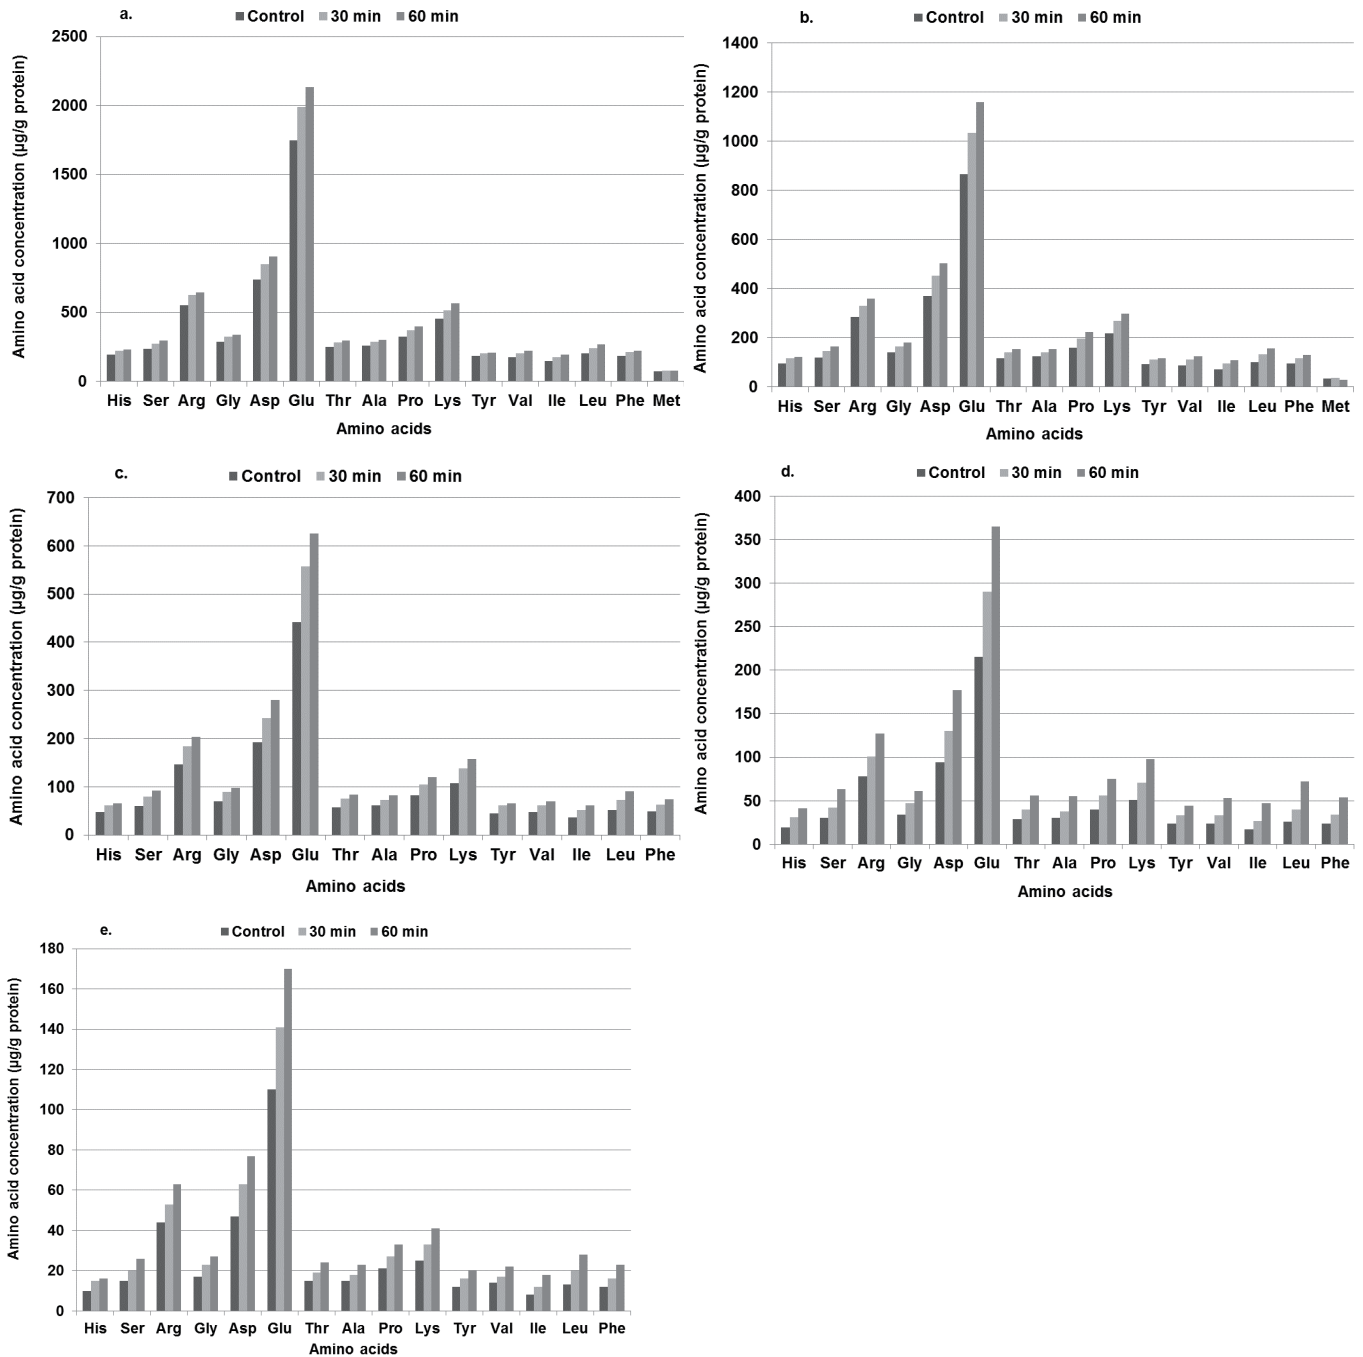 a.
Control 30 min 60 min
Amino acid concentration (µg/g protein)
2500
2000
1500
1000
500
0
His Ser Arg Gly Asp Glu Thr Ala Pro Lys Tyr Val Ile Leu Phe Met
Amino acids
b.
Control 30 min 60 min
Amino acid concentration (µg/g protein)
1400
1200
1000
800
600
400
200
0
His Ser Arg Gly Asp Glu Thr Ala Pro Lys Tyr Val Ile Leu Phe Met
Amino acids
c.
Control 30 min 60 min
Amino acid concentration (µg/g protein)
700
600
500
400
300
200
100
0
His Ser Arg Gly Asp Glu Thr Ala Pro Lys Tyr Val Ile Leu Phe
Amino acids
d.
Control 30 min 60 min
Amino acid concentration (µg/g protein)
400
350
300
250
200
150
100
50
0
His Ser Arg Gly Asp Glu Thr Ala Pro Lys Tyr Val Ile Leu Phe
Amino acids
e.
Control 30 min 60 min
Amino acid concentration (µg/g protein)
180
160
140
120
100
80
60
40
20
0
His Ser Arg Gly Asp Glu Thr Ala Pro Lys Tyr Val Ile Leu Phe
Amino acids